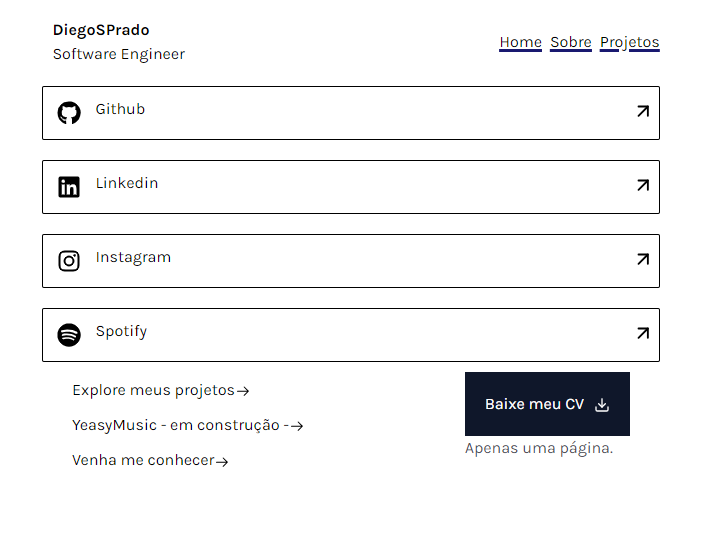 DiegoSPrado
Software Engineer
Home Sobre Projetos
Github
Linkedin
Instagram
Spotify
Explore meus projetos→
YeasyMusic - em construção -→
Venha me conhecer→
Baixe meu CV
Apenas uma página.